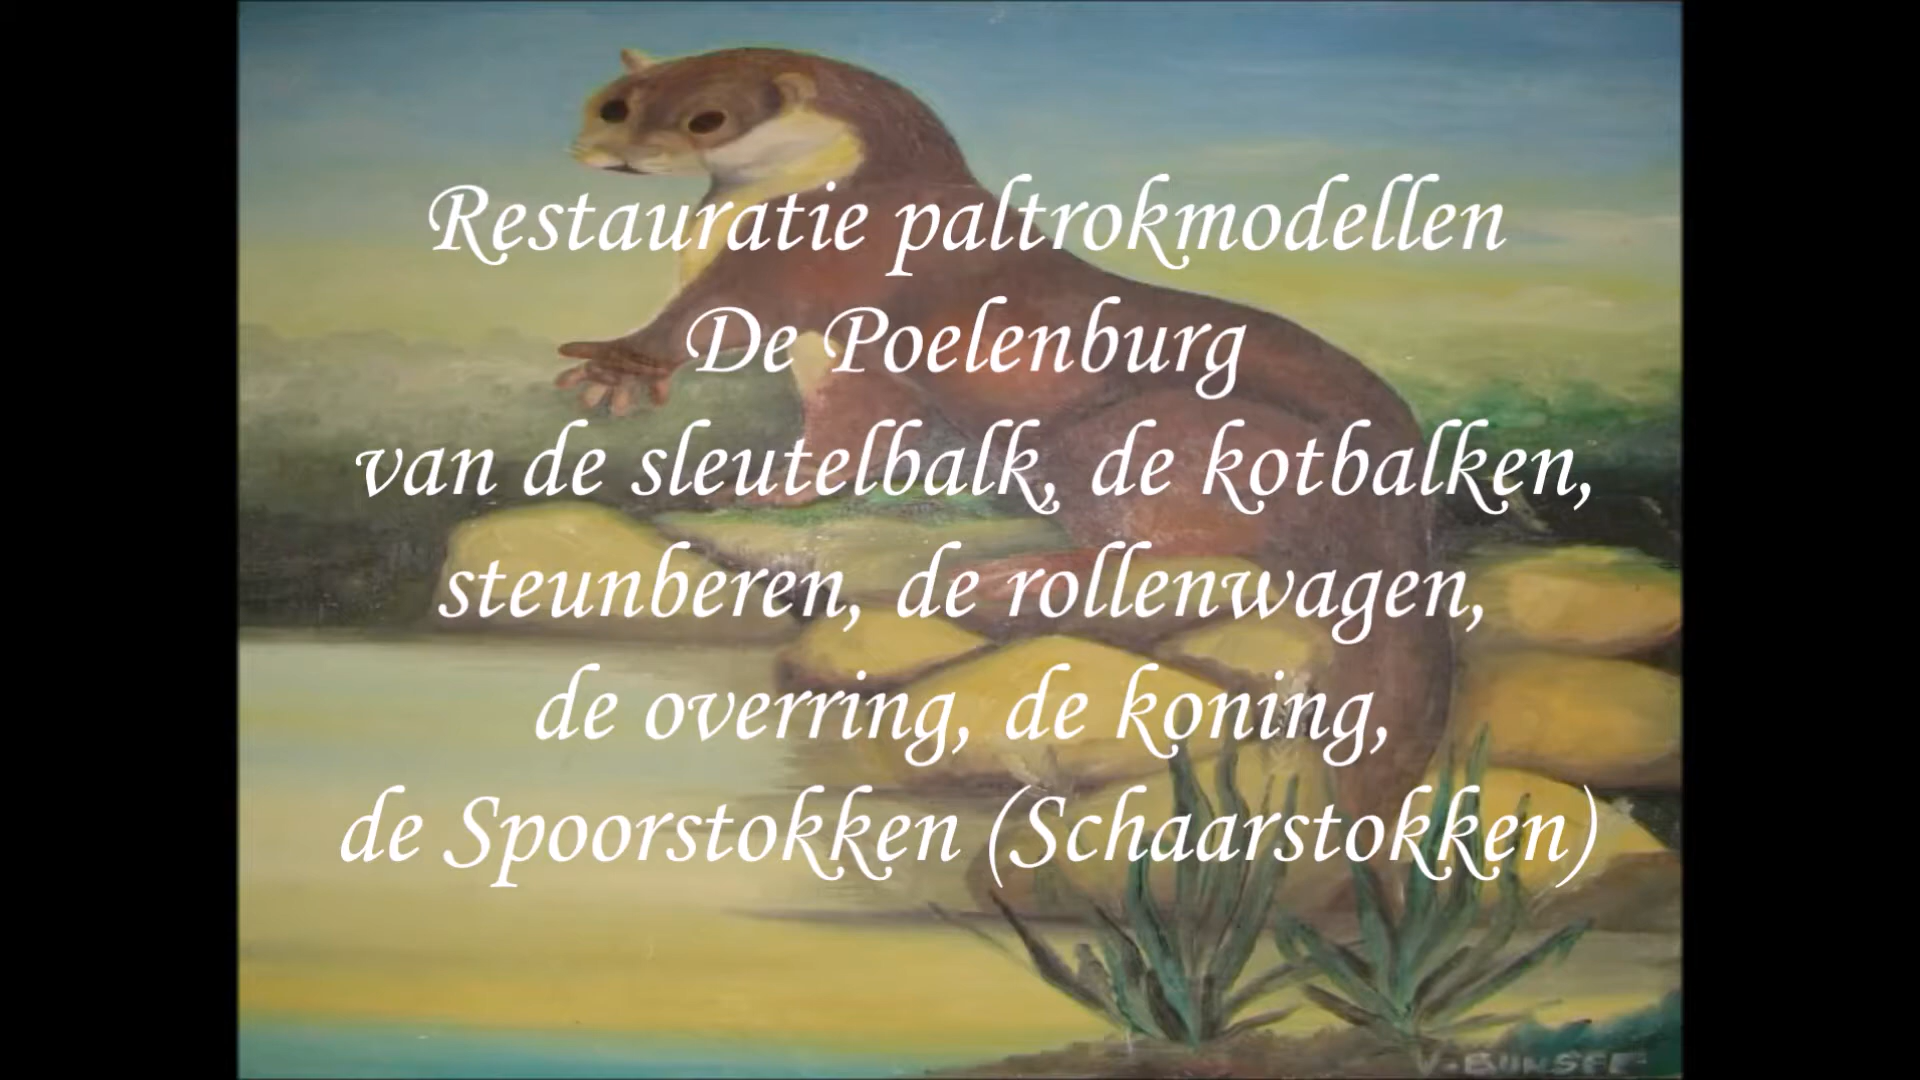 Restauratie paltrokmodellen
De Poelenburg
van de sleutelbalk, de kotbalken,
steunberen, de rollenwagen,
de overring, de koning,
de Spoorstokken (Schaarstokken)